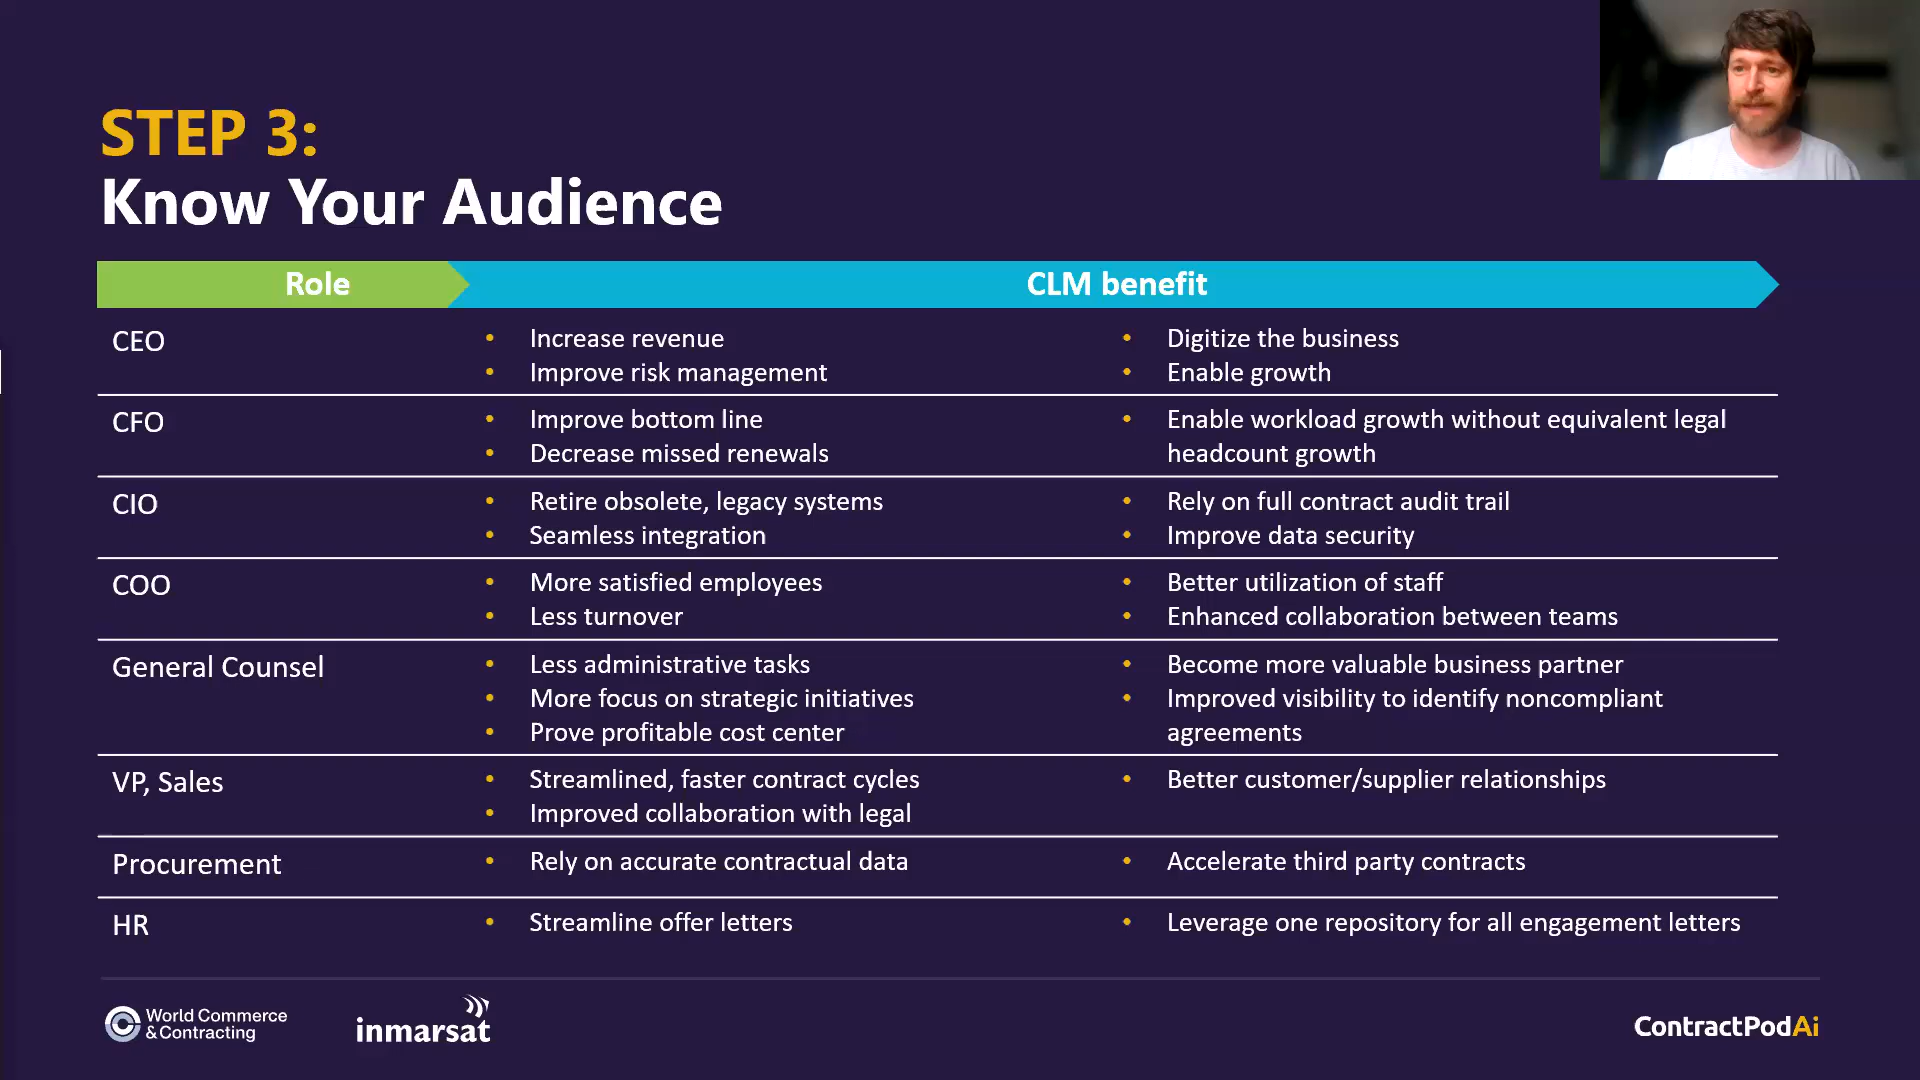 STEP 3:
Know Your Audience
Role
CLM benefit
CEO
• Increase revenue
• Improve risk management
• Digitize the business
• Enable growth
CFO
• Improve bottom line
• Decrease missed renewals
• Enable workload growth without equivalent legal
headcount growth
CIO
• Retire obsolete, legacy systems
• Seamless integration
• Rely on full contract audit trail
• Improve data security
COO
• More satisfied employees
• Less turnover
• Better utilization of staff
• Enhanced collaboration between teams
General Counsel
• Less administrative tasks
• More focus on strategic initiatives
• Prove profitable cost center
• Become more valuable business partner
• Improved visibility to identify noncompliant
agreements
VP, Sales
• Streamlined, faster contract cycles
• Improved collaboration with legal
• Better customer/supplier relationships
Procurement
• Rely on accurate contractual data
• Accelerate third party contracts
HR
• Streamline offer letters
• Leverage one repository for all engagement letters
World Commerce
& Contracting
inmarsat
ContractPodAi